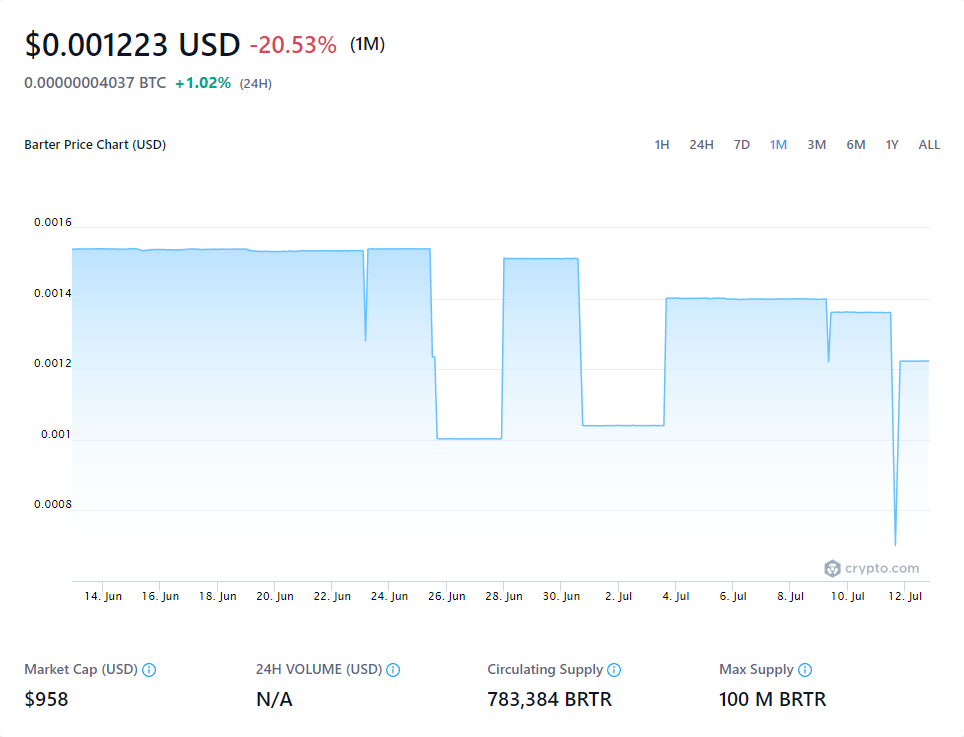 $0.001223 USD -20.53% (1M)
0.00000004037 BTC +1.02% (24H)
Barter Price Chart (USD)
1H 24H 7D 1M 3M 6M 1Y ALL
0.0016
0.0014
0.0012
0.001
0.0008
crypto.com
14. Jun 16. Jun 18. Jun 20. Jun 22. Jun 24. Jun 26. Jun 28. Jun 30. Jun 2. Jul 4. Jul 6. Jul 8. Jul 10. Jul 12. Jul
Market Cap (USD) 24H VOLUME (USD) Circulating Supply Max Supply
$958 N/A 783,384 BRTR 100 M BRTR